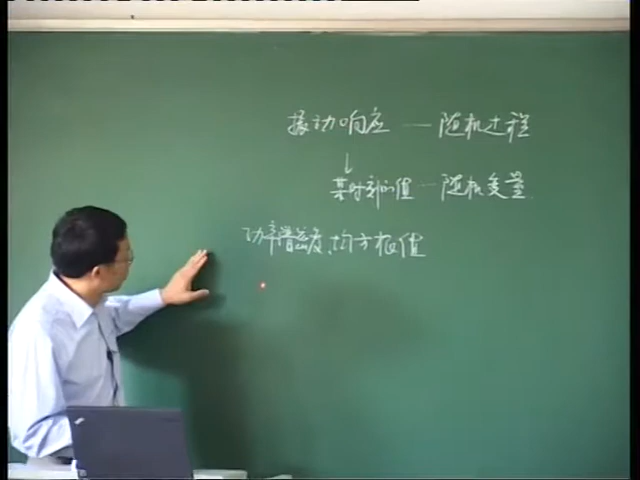 振动响应 — 随机过程
↓
某时刻的值 — 随机变量
功率谱密度、均方根值